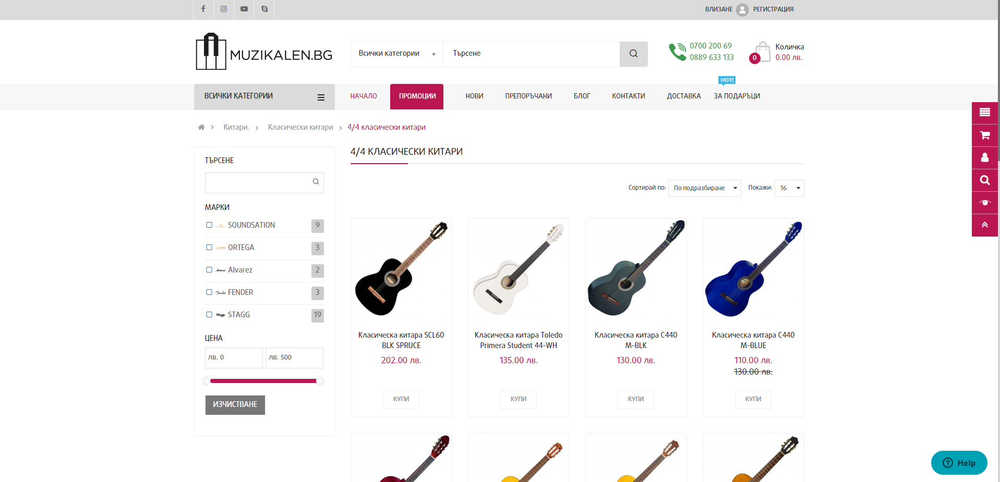 ВЛИЗАНЕ РЕГИСТРАЦИЯ
MUZIKALEN.BG
Всички категории
Търсене
0700 200 69
0889 633 133
0
Количка
0.00 лв.
HOT!
ВСИЧКИ КАТЕГОРИИ
НАЧАЛО ПРОМОЦИИ НОВИ ПРЕПОРЪЧАНИ БЛОГ КОНТАКТИ ДОСТАВКА ЗА ПОДАРЪЦИ
Китари. Класически китари 4/4 класически китари
ТЪРСЕНЕ
МАРКИ
SOUNDSATION 9
ORTEGA 3
Alvarez Alvarez 2
Fender FENDER 3
Stagg STAGG 19
ЦЕНА
лв. 0 лв. 500
ИЗЧИСТВАНЕ
4/4 КЛАСИЧЕСКИ КИТАРИ
Сортирай по: По подразбиране Покажи: 16
Класическа китара SCL60
BLK SPRUCE
202.00 лв.
КУПИ
Класическа китара Toledo
Primera Student 44-WH
135.00 лв.
КУПИ
Класическа китара C440
M-BLK
130.00 лв.
КУПИ
Класическа китара C440
M-BLUE
110.00 лв.
130.00 лв.
КУПИ
Help